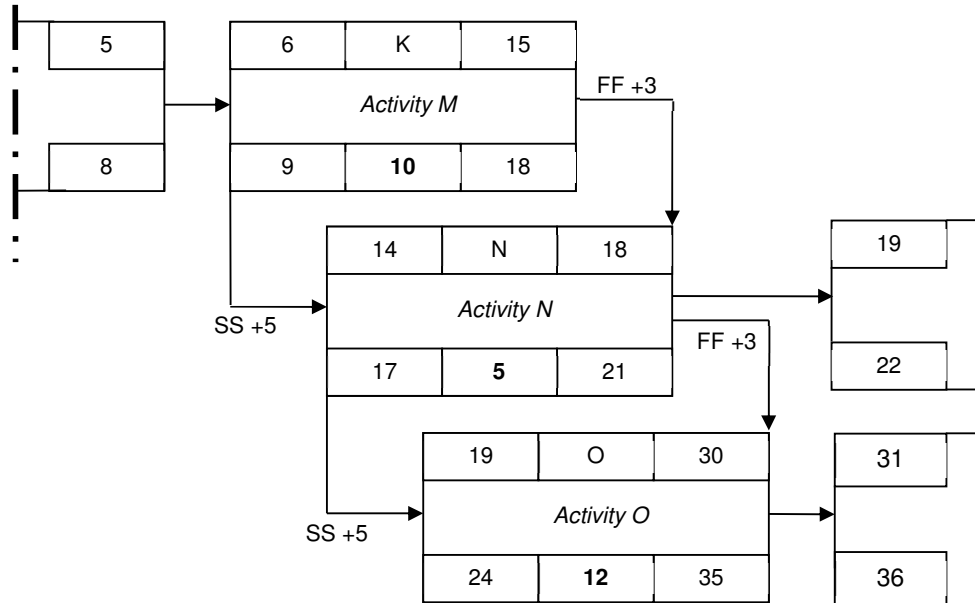 5
6 K 15
FF +3
Activity M
8
9 10 18
14 N 18
19
Activity N
SS +5
FF +3
17 5 21
22
19 O 30
31
Activity O
SS +5
24 12 35
36